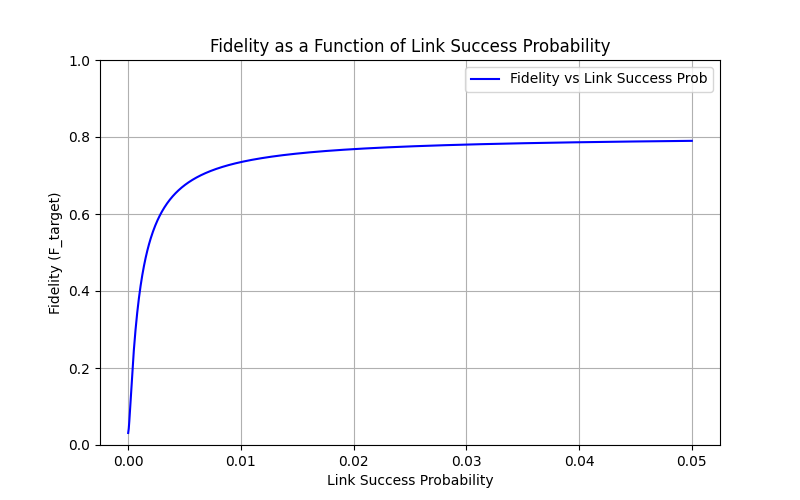 Fidelity as a Function of Link Success Probability
Fidelity vs Link Success Prob
1.0
0.8
0.6
0.4
0.2
0.0
Fidelity (F_target)
0.00 0.01 0.02 0.03 0.04 0.05
Link Success Probability